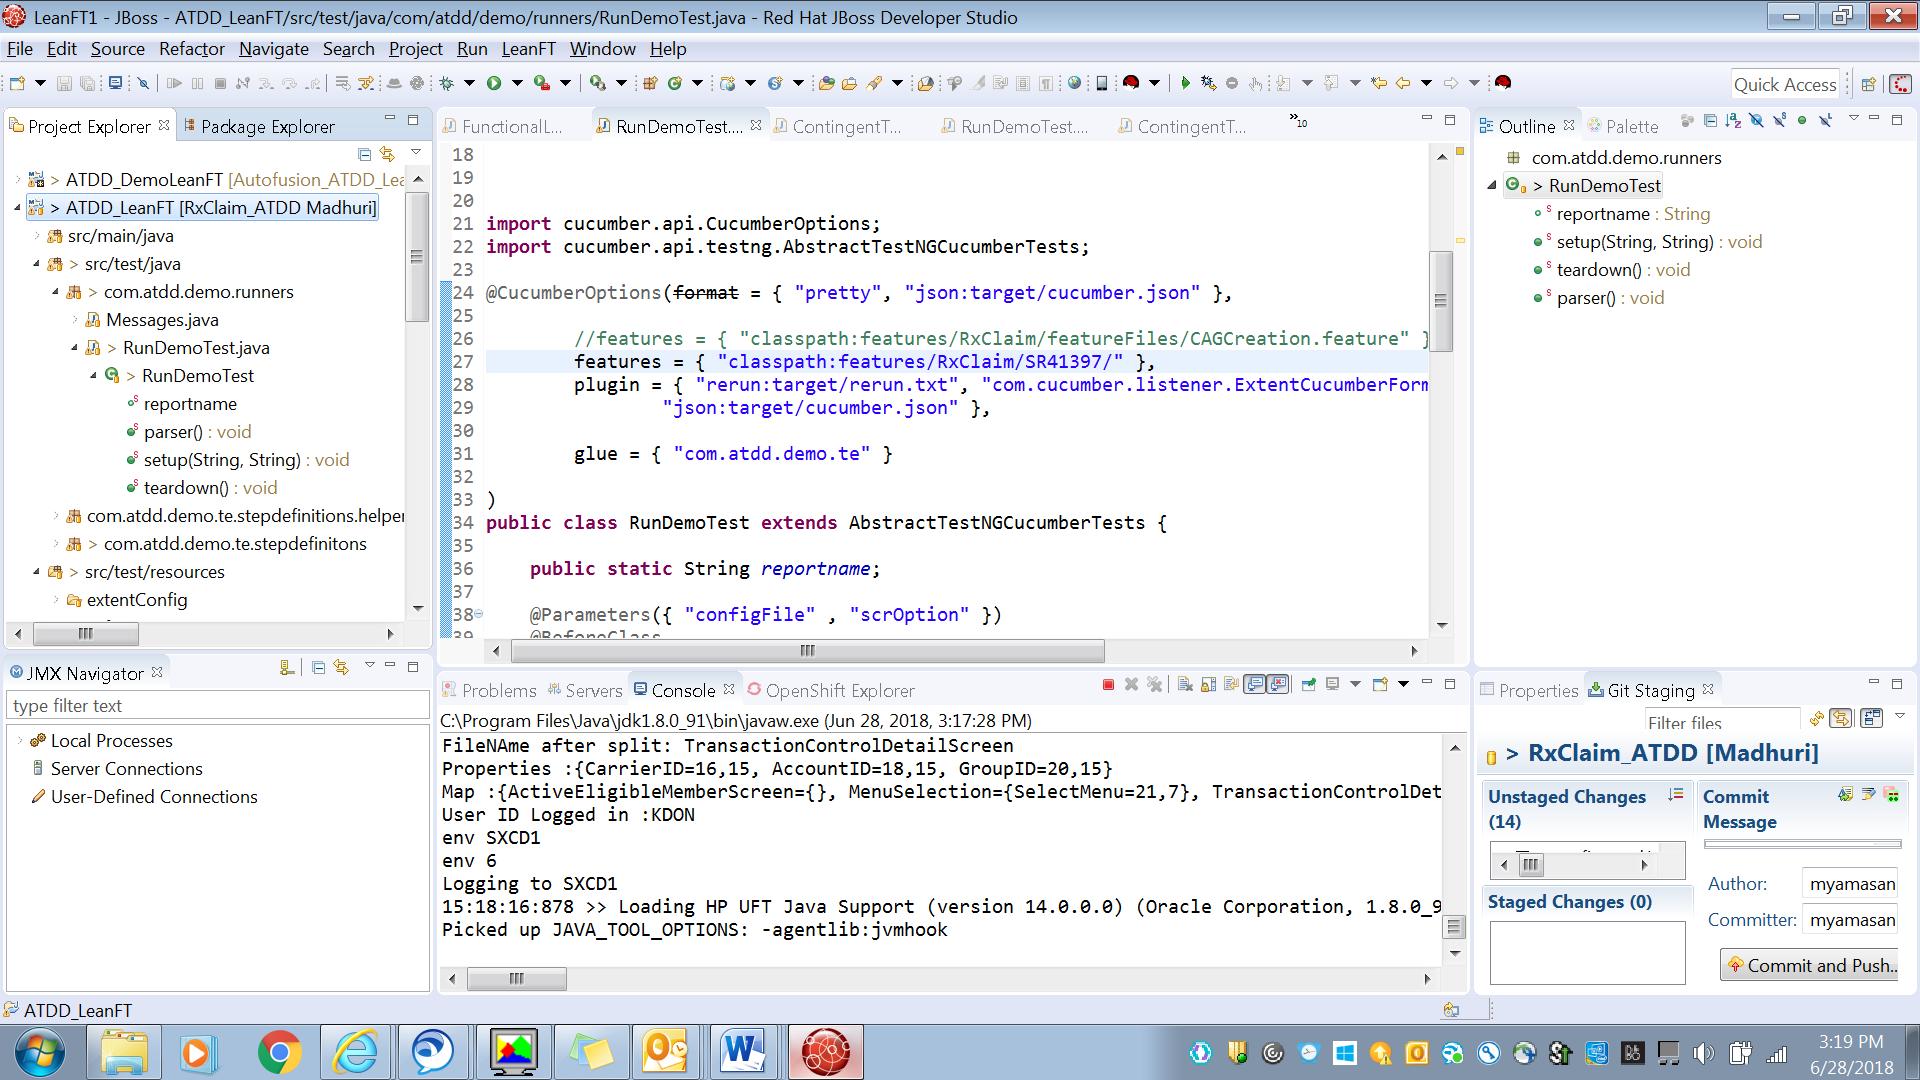 LeanFT1 - JBoss - ATDD_LeanFT/src/test/java/com/atdd/demo/runners/RunDemoTest.java - Red Hat JBoss Developer Studio
File Edit Source Refactor Navigate Search Project Run LeanFT Window Help
Quick Access
Project Explorer
Package Explorer
> ATDD_DemoLeanFT [Autofusion_ATDD_Lea
> ATDD_LeanFT [RxClaim_ATDD Madhuri]
src/main/java
> src/test/java
> com.atdd.demo.runners
Messages.java
> RunDemoTest.java
> RunDemoTest
reportname
parser() : void
setup(String, String) : void
teardown() : void
com.atdd.demo.te.stepdefinitions.helper
> com.atdd.demo.te.stepdefinitons
> src/test/resources
extentConfig
JMX Navigator
type filter text
Local Processes
Server Connections
User-Defined Connections
FunctionalL...
RunDemoTest....
ContingentT...
RunDemoTest....
ContingentT...
»10
18
19
20
21 import cucumber.api.CucumberOptions;
22 import cucumber.api.testng.AbstractTestNGCucumberTests;
23
24 @CucumberOptions(format = { "pretty", "json:target/cucumber.json" },
25
26 //features = { "classpath:features/RxClaim/featureFiles/CAGCreation.feature" }
27 features = { "classpath:features/RxClaim/SR41397/" },
28 plugin = { "rerun:target/rerun.txt", "com.cucumber.listener.ExtentCucumberForm
29 "json:target/cucumber.json" },
30
31 glue = { "com.atdd.demo.te" }
32
33 )
34 public class RunDemoTest extends AbstractTestNGCucumberTests {
35
36 public static String reportname;
37
38 @Parameters({ "configFile" , "scrOption" })
39 @BeforeClass
Problems
Servers
Console
OpenShift Explorer
C:\Program Files\Java\jdk1.8.0_91\bin\javaw.exe (Jun 28, 2018, 3:17:28 PM)
FileNAme after split: TransactionControlDetailScreen
Properties :{CarrierID=16,15, AccountID=18,15, GroupID=20,15}
Map :{ActiveEligibleMemberScreen={}, MenuSelection={SelectMenu=21,7}, TransactionControlDet
User ID Logged in :KDON
env SXCD1
env 6
Logging to SXCD1
15:18:16:878 >> Loading HP UFT Java Support (version 14.0.0.0) (Oracle Corporation, 1.8.0_9
Picked up JAVA_TOOL_OPTIONS: -agentlib:jvmhook
Outline
Palette
com.atdd.demo.runners
> RunDemoTest
reportname : String
setup(String, String) : void
teardown() : void
parser() : void
Properties
Git Staging
Filter files
> RxClaim_ATDD [Madhuri]
Unstaged Changes
(14)
Staged Changes (0)
Commit
Message
Author: myamasan
Committer: myamasan
Commit and Push..
ATDD_LeanFT
3:19 PM
6/28/2018